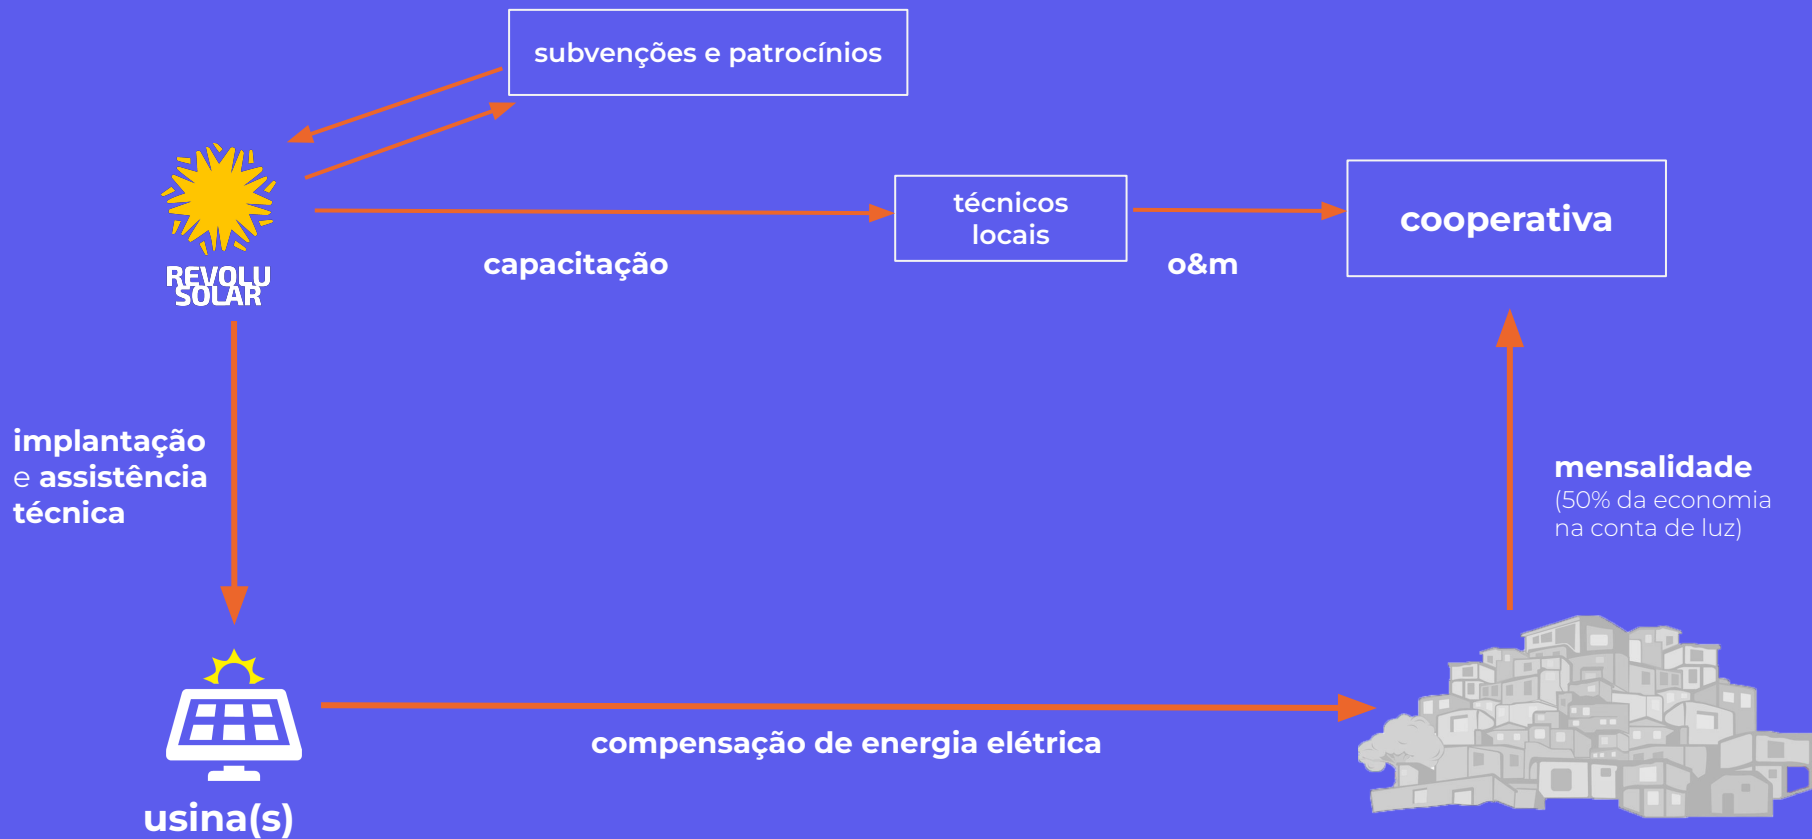 subvenções e patrocínios
REVOLU
SOLAR
capacitação
técnicos
locais
o&m
cooperativa
implantação
e assistência
técnica
mensalidade
(50% da economia
na conta de luz)
compensação de energia elétrica
usina(s)